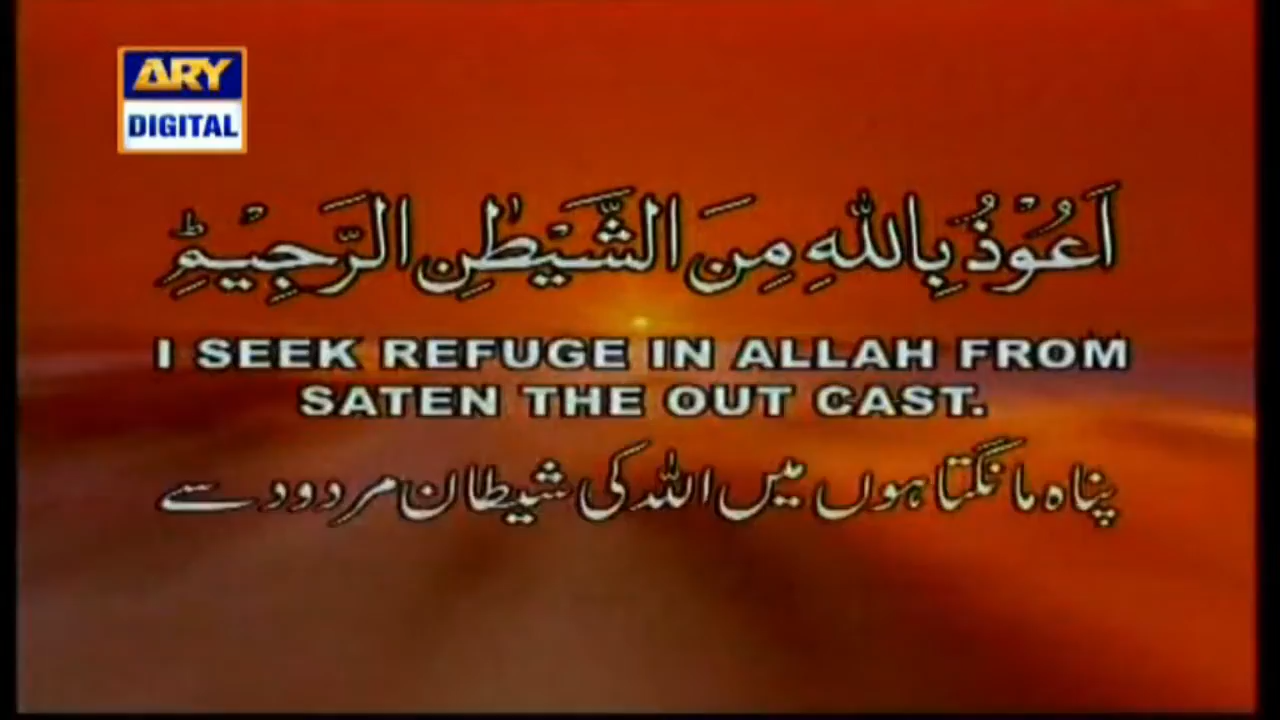 ARY
DIGITAL
اَعُوْذُ بِاللّٰهِ مِنَ الشَّيْطٰنِ الرَّجِيْمِؕ
I SEEK REFUGE IN ALLAH FROM
SATEN THE OUT CAST.
پناہ مانگتا ہوں میں اللہ کی شیطان مردود سے